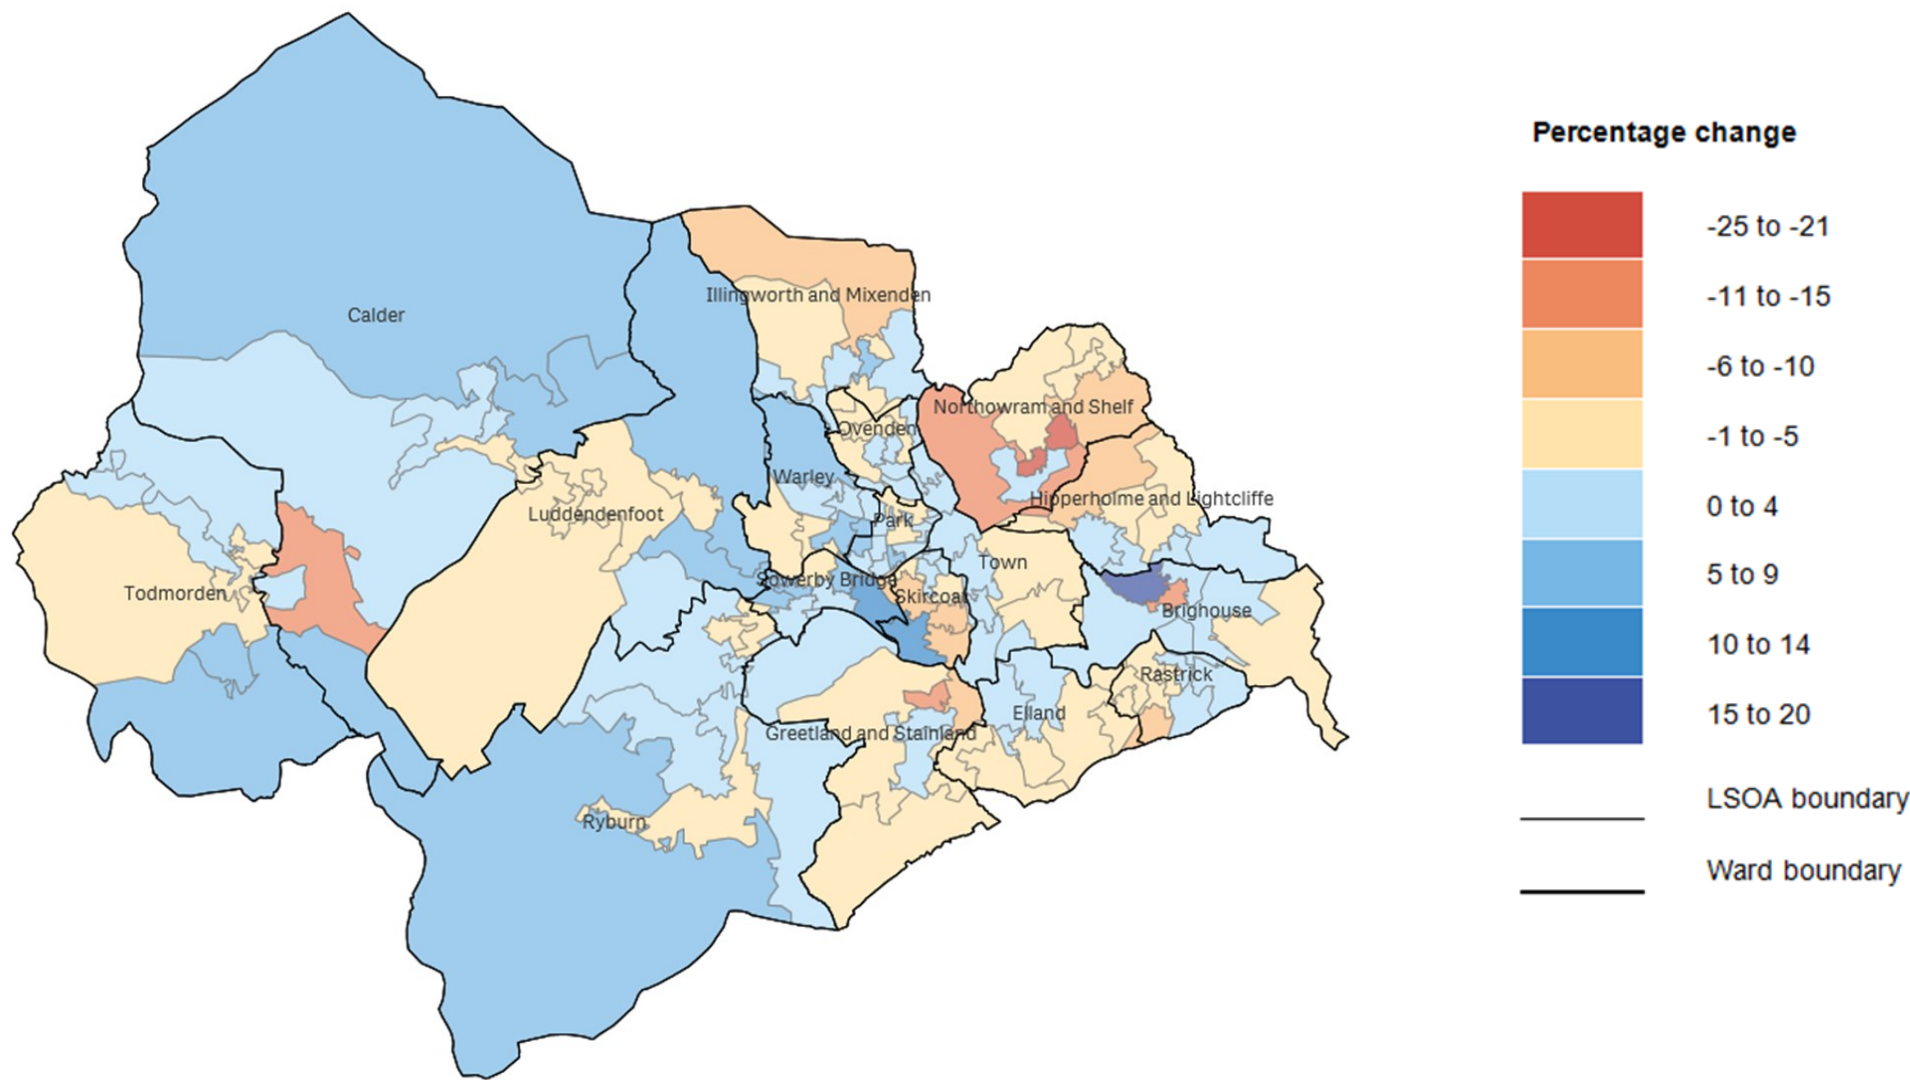 Percentage change
-25 to -21
-11 to -15
-6 to -10
-1 to -5
0 to 4
5 to 9
10 to 14
15 to 20
LSOA boundary
Ward boundary
Illingworth and Mixenden
Calder
Northowram and Shelf
Ovenden
Warley
Hipperholme and Lightcliffe
Luddendenfoot
Park
Town
Sowerby Bridge
Todmorden
Skircoat
Brighouse
Rastrick
Elland
Greetland and Stainland
Ryburn